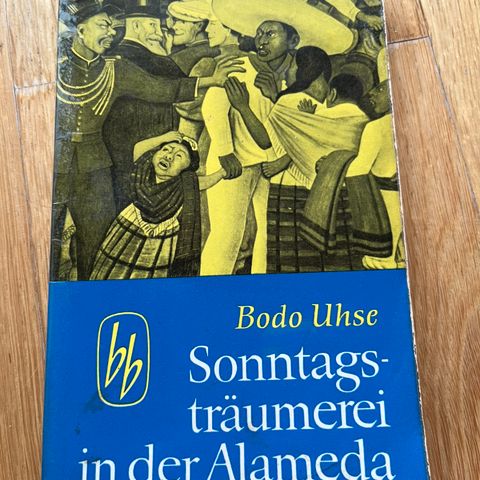 bb
Bodo Uhse
Sonntags-
träumerei
in der Alameda